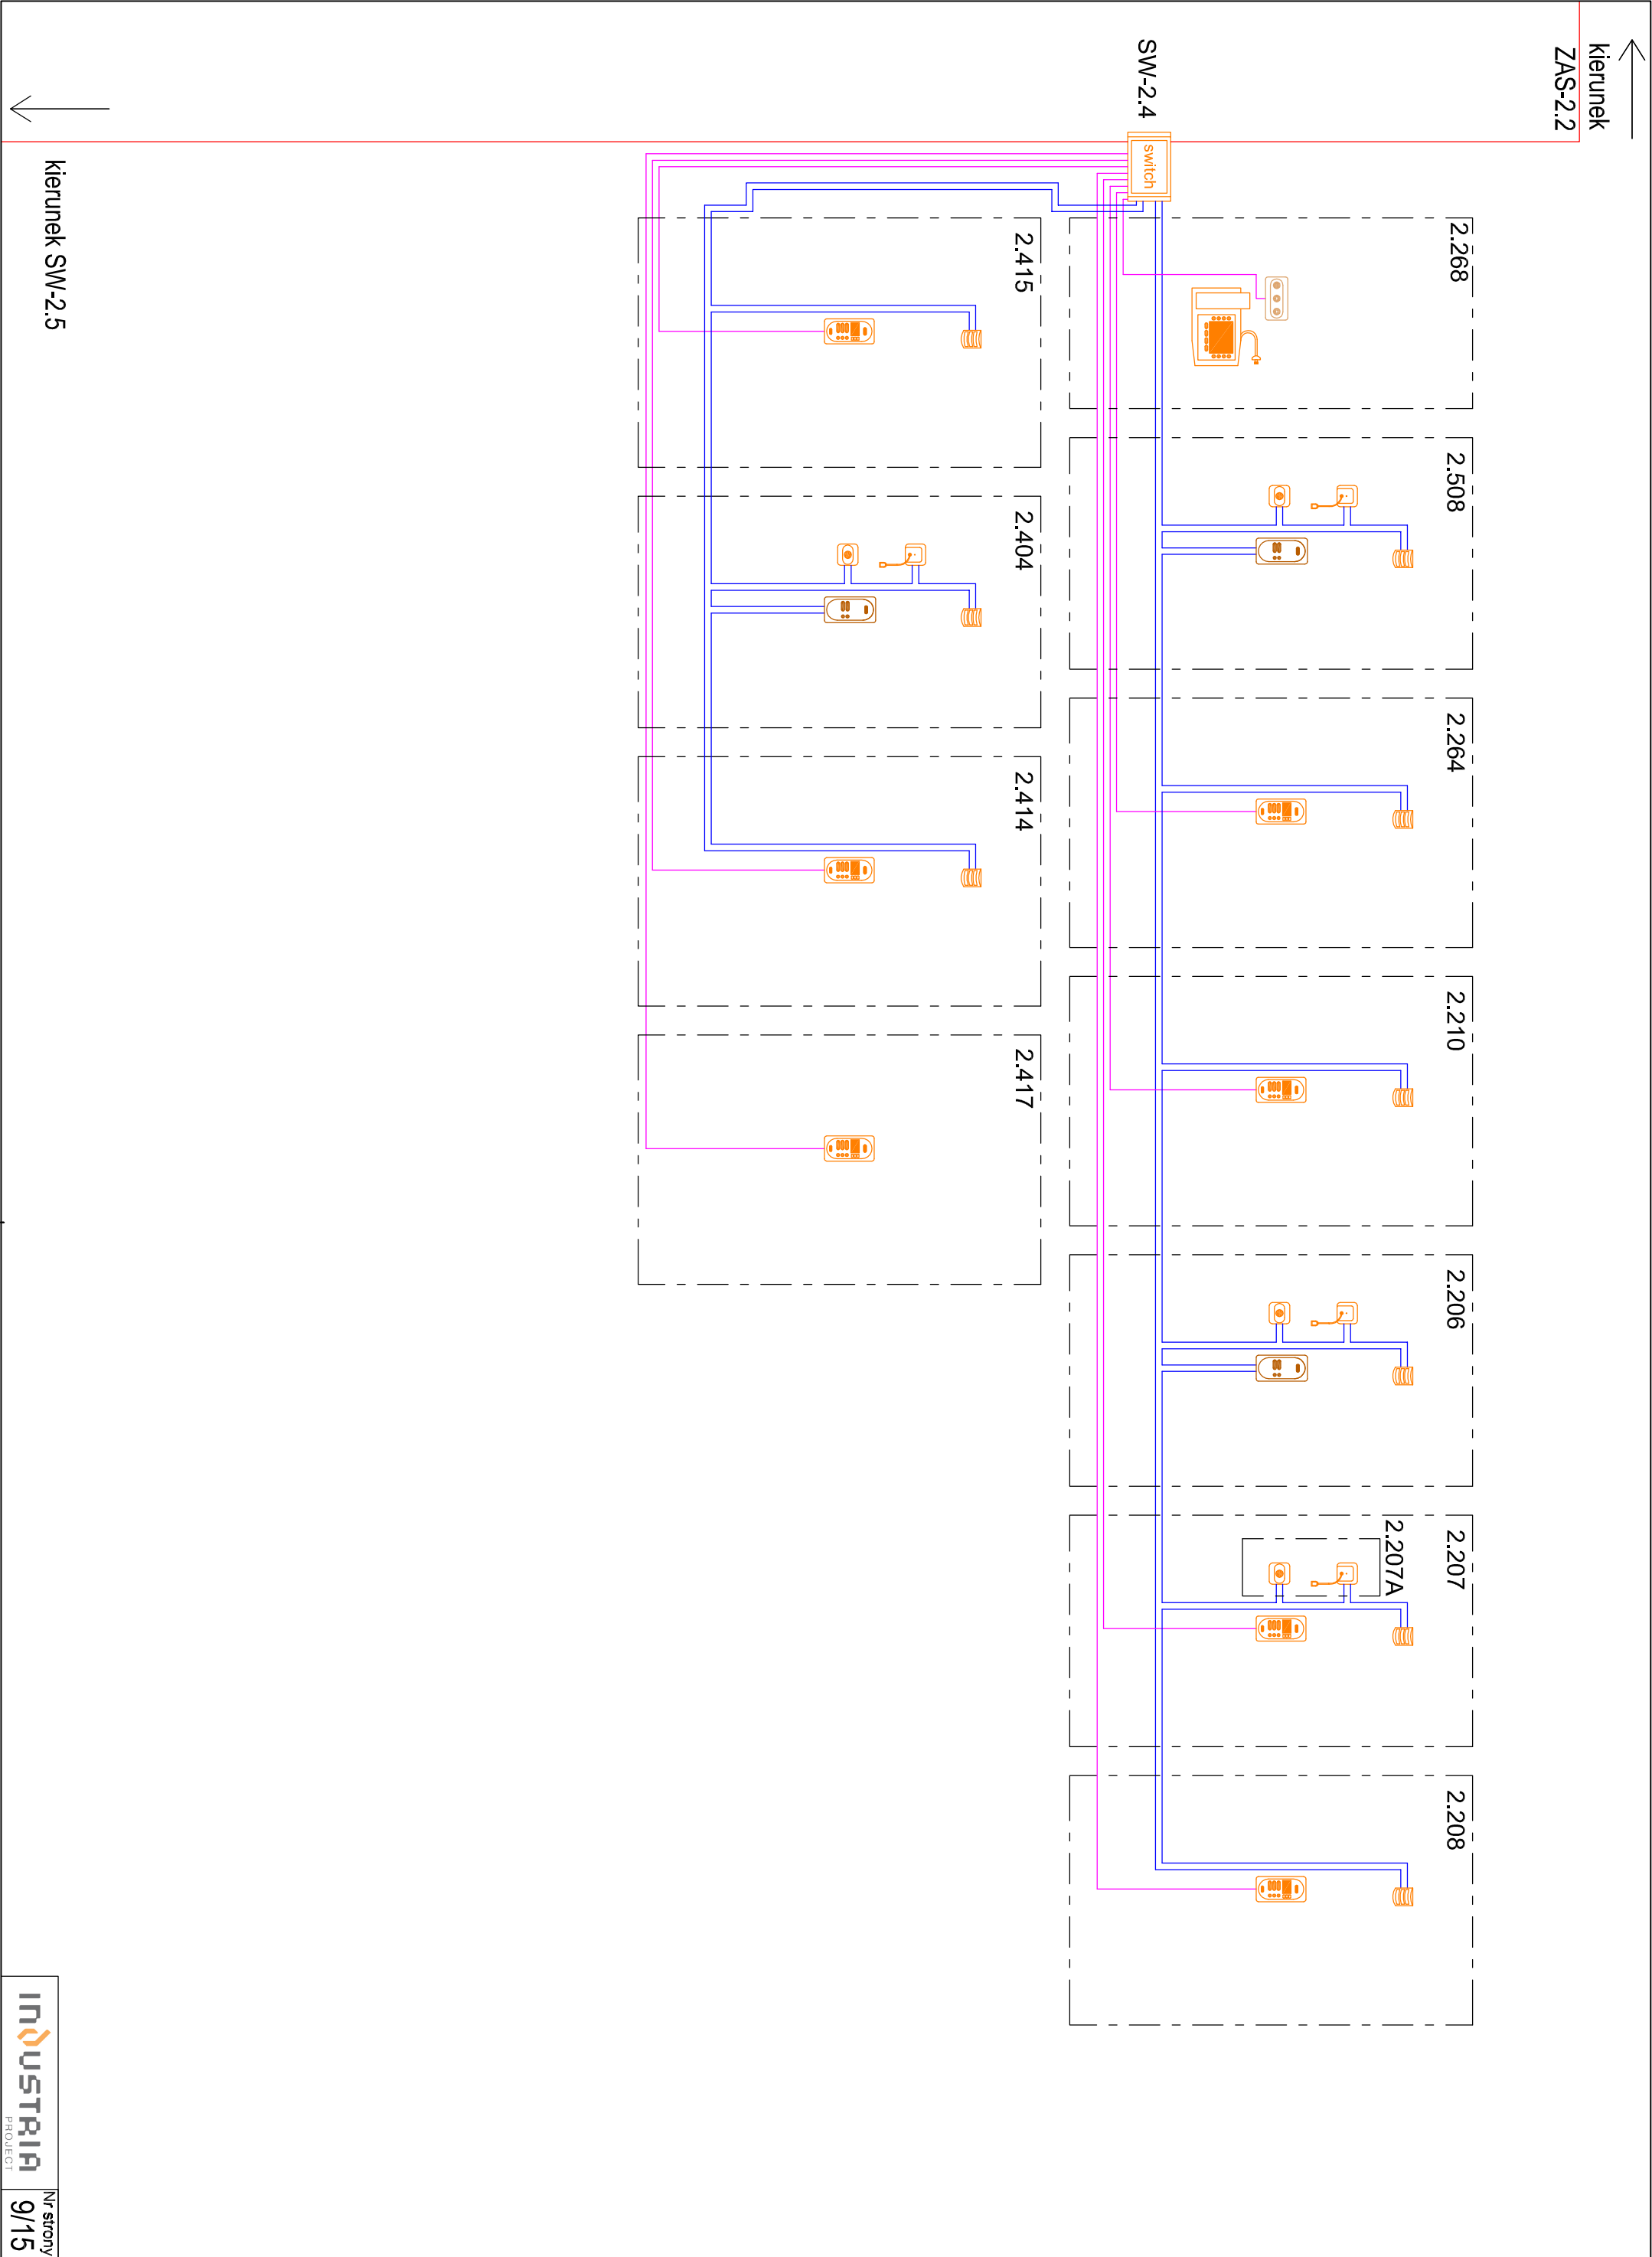 kierunek
ZAS-2.2
SW-2.4
switch
2.268
2.508
2.264
2.210
2.206
2.207
2.207A
2.208
2.415
2.404
2.414
2.417
kierunek SW-2.5
INDUSTRIA
PROJECT
Nr strony
9/15